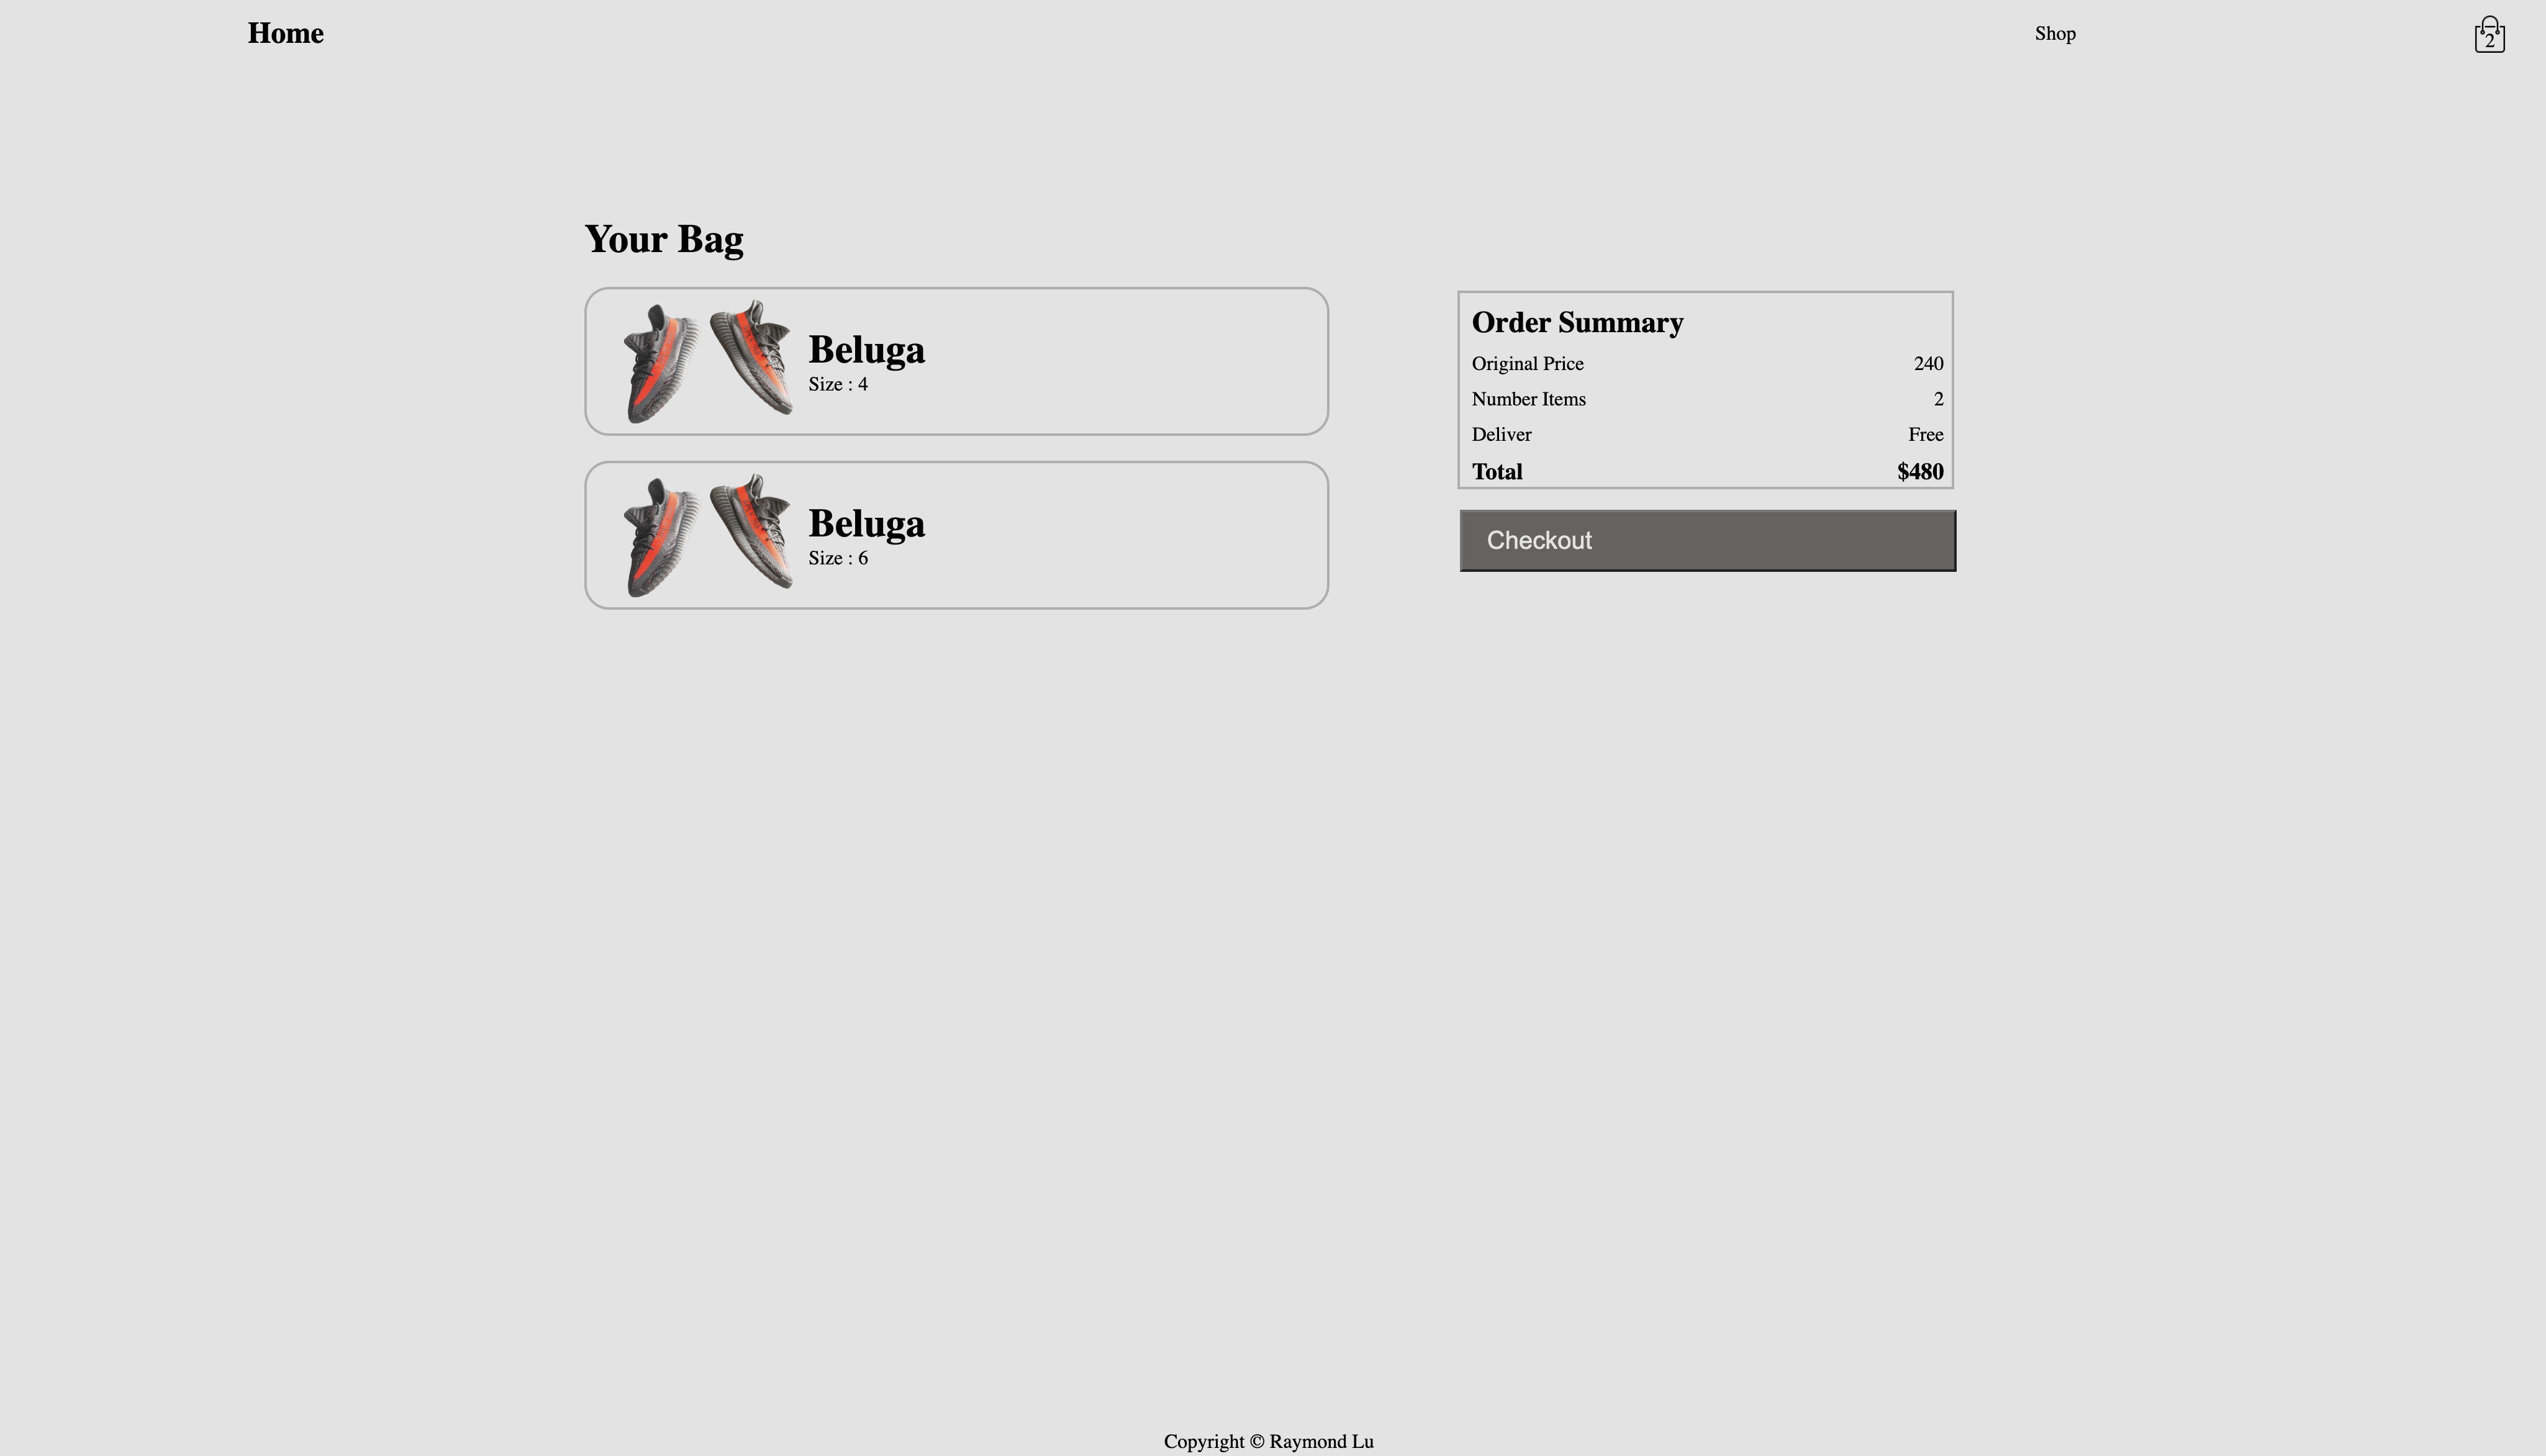 Home
Shop
2
Your Bag
Beluga
Size : 4
Beluga
Size : 6
Order Summary
Original Price 240
Number Items 2
Deliver Free
Total $480
Checkout
Copyright © Raymond Lu